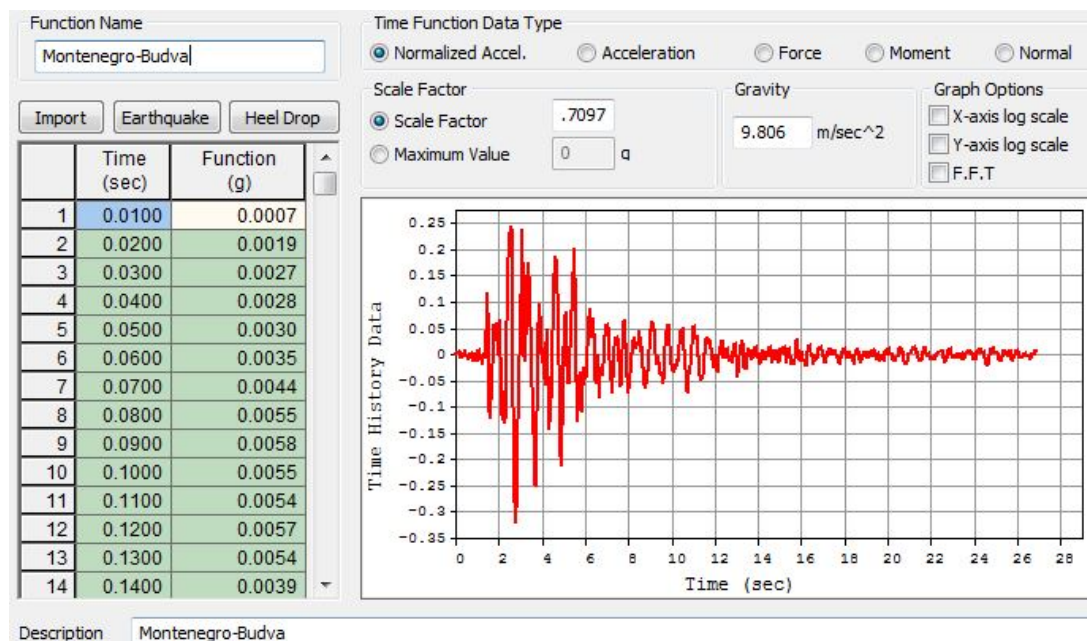 Function Name
Montenegro-Budva
Time Function Data Type
Normalized Accel. Acceleration Force Moment Normal
Import Earthquake Heel Drop
Scale Factor
Scale Factor .7097
Maximum Value 0 g
Gravity
9.806 m/sec^2
Graph Options
X-axis log scale
Y-axis log scale
F.F.T
Time (sec) Function (g)
1 0.0100 0.0007
2 0.0200 0.0019
3 0.0300 0.0027
4 0.0400 0.0028
5 0.0500 0.0030
6 0.0600 0.0035
7 0.0700 0.0044
8 0.0800 0.0055
9 0.0900 0.0058
10 0.1000 0.0055
11 0.1100 0.0054
12 0.1200 0.0057
13 0.1300 0.0054
14 0.1400 0.0039
Time History Data
0.25
0.2
0.15
0.1
0.05
0
-0.05
-0.1
-0.15
-0.2
-0.25
-0.3
-0.35
0 2 4 6 8 10 12 14 16 18 20 22 24 26 28
Time (sec)
Description Montenegro-Budva